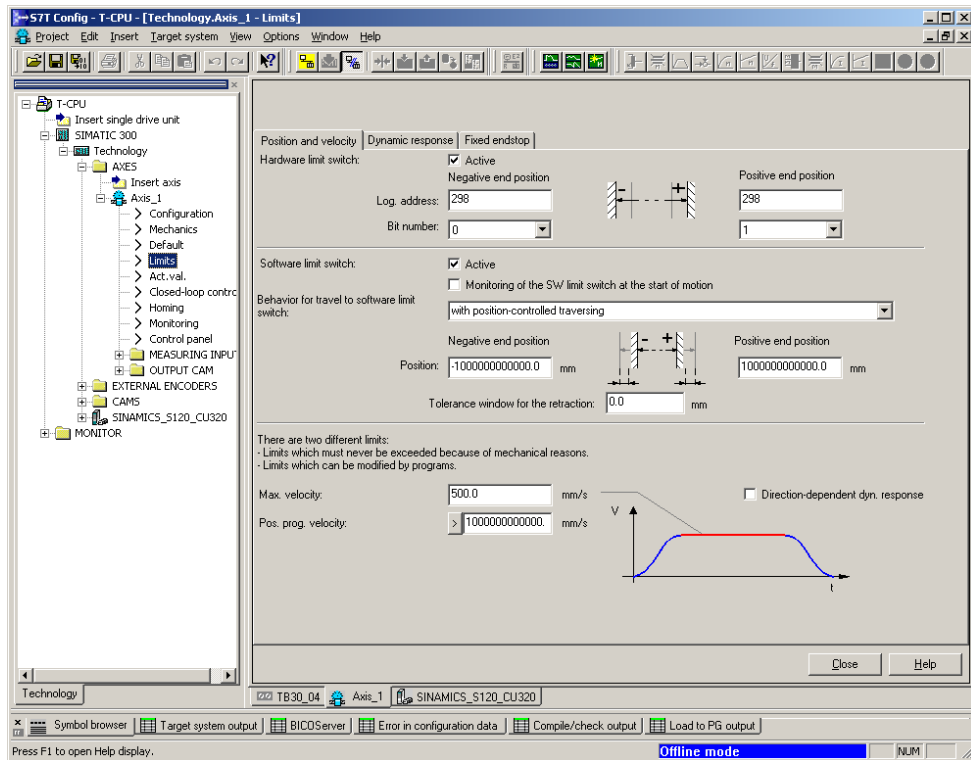 S7T Config - T-CPU - [Technology.Axis_1 - Limits]
Project Edit Insert Target system View Options Window Help
T-CPU
Insert single drive unit
SIMATIC 300
Technology
AXES
Insert axis
Axis_1
Configuration
Mechanics
Default
Limits
Act.val.
Closed-loop contrc
Homing
Monitoring
Control panel
MEASURING INPU
OUTPUT CAM
EXTERNAL ENCODERS
CAMS
SINAMICS_S120_CU320
MONITOR
Technology
Position and velocity Dynamic response Fixed endstop
Hardware limit switch: Active
Negative end position Positive end position
Log. address: 298 - + 298
Bit number: 0 1
Software limit switch: Active
Monitoring of the SW limit switch at the start of motion
Behavior for travel to software limit
switch: with position-controlled traversing
Negative end position - + Positive end position
Position: -1000000000000.0 mm 1000000000000.0 mm
Tolerance window for the retraction: 0.0 mm
There are two different limits:
- Limits which must never be exceeded because of mechanical reasons.
- Limits which can be modified by programs.
Max. velocity: 500.0 mm/s Direction-dependent dyn. response
Pos. prog. velocity: > 1000000000000. mm/s
V
t
Close Help
TB30_04 Axis_1 SINAMICS_S120_CU320
Symbol browser Target system output BICOServer Error in configuration data Compile/check output Load to PG output
Press F1 to open Help display. Offline mode NUM